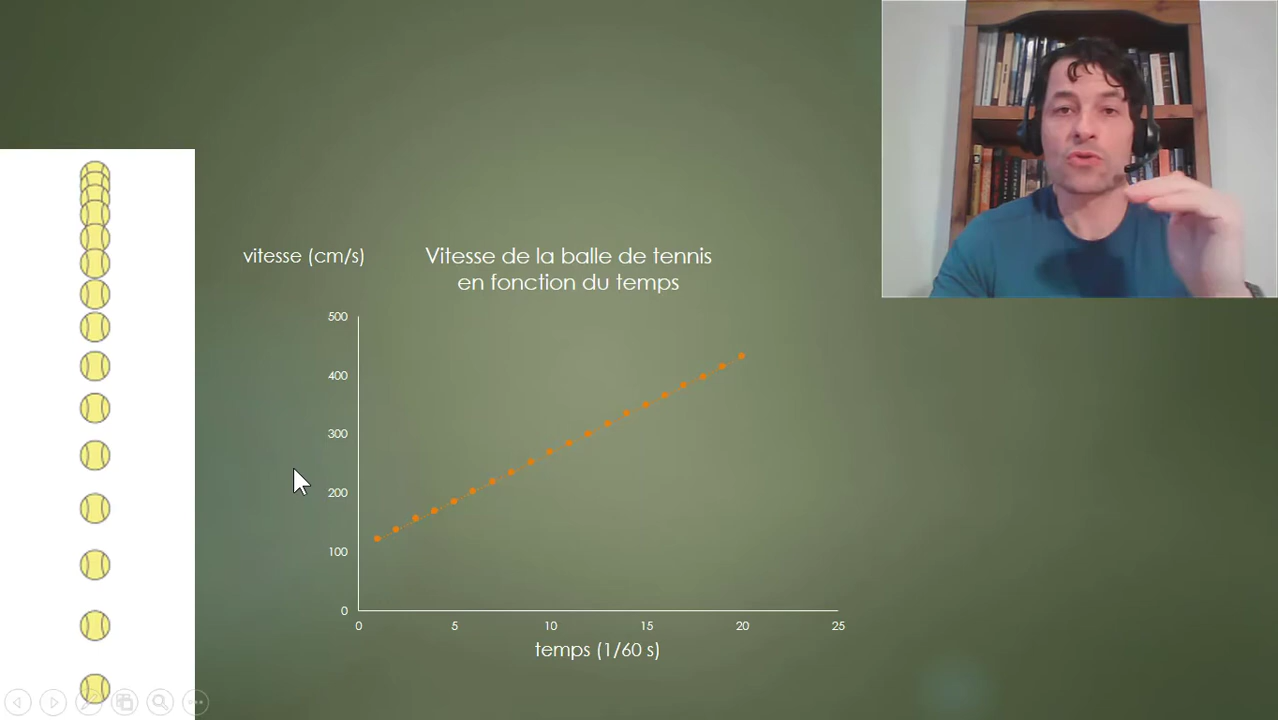 vitesse (cm/s)
Vitesse de la balle de tennis
en fonction du temps
500
400
300
200
100
0
0 5 10 15 20 25
temps (1/60 s)